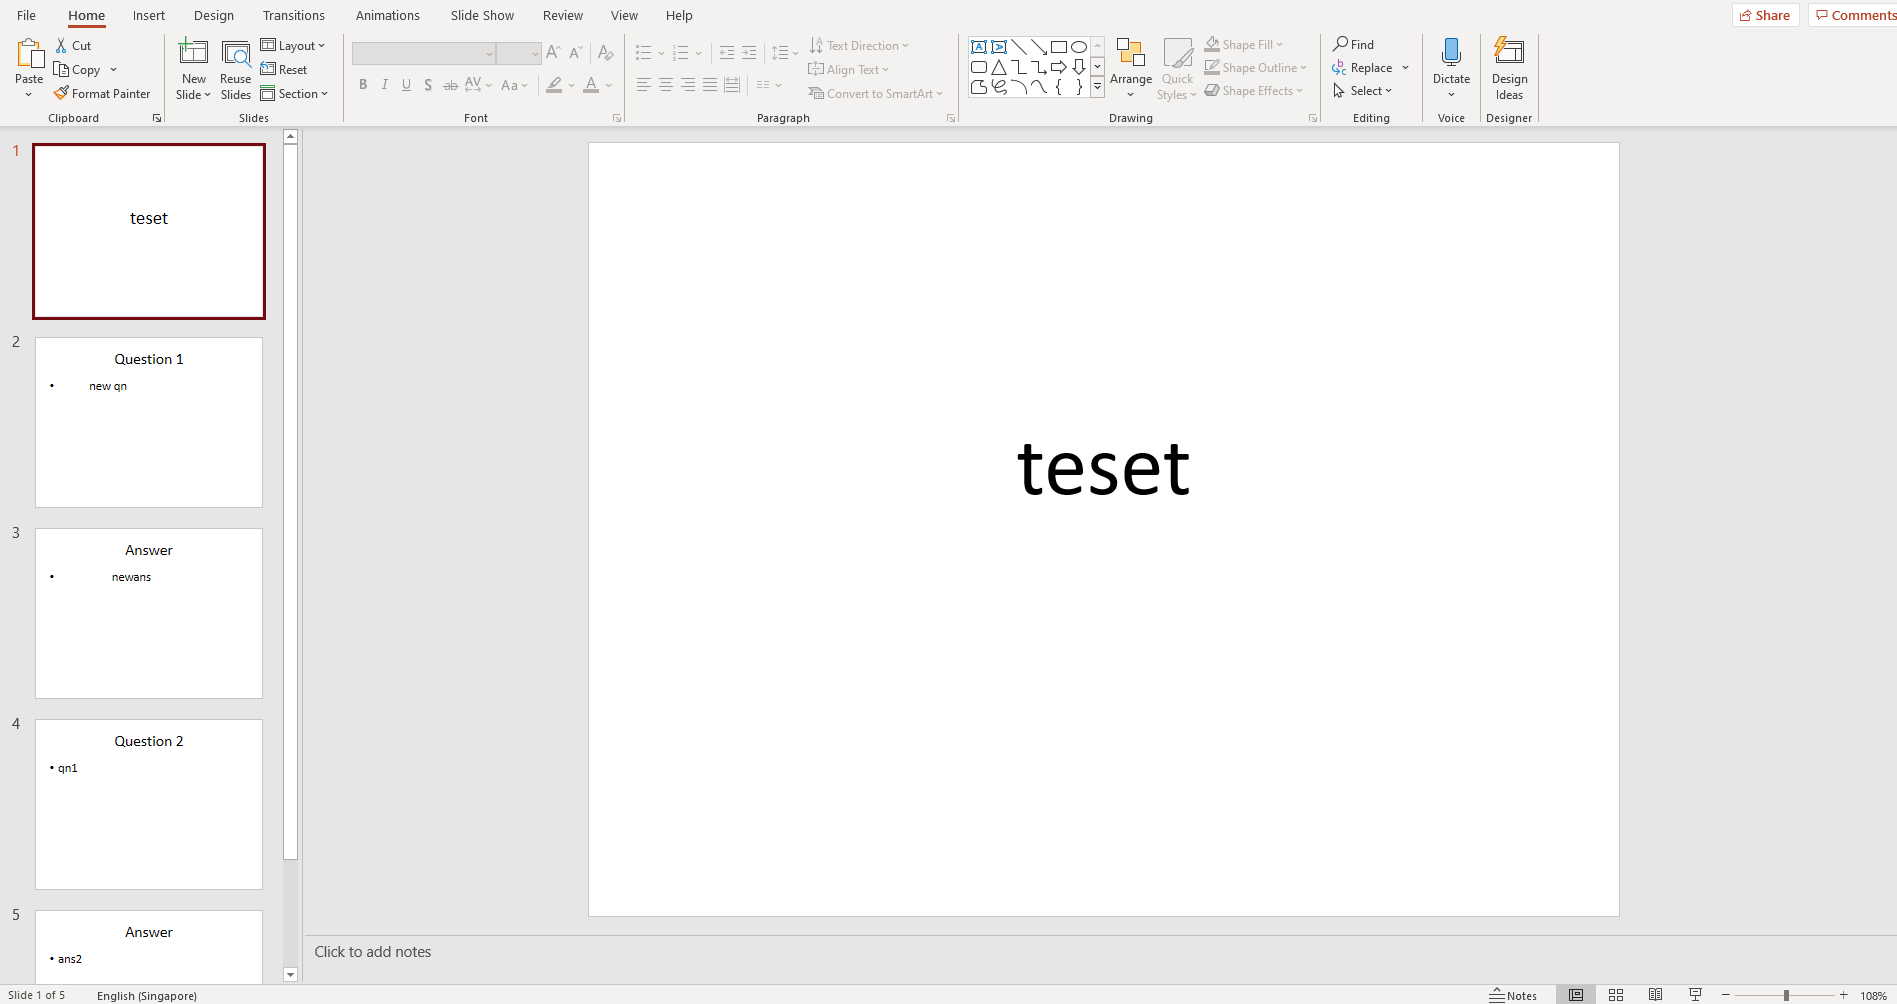 File Home Insert Design Transitions Animations Slide Show Review View Help Share Comments
Paste Cut Copy Format Painter Clipboard
New Slide Reuse Slides Layout Reset Section Slides
B I U S ab AV Aa A Font
Text Direction Align Text Convert to SmartArt Paragraph
Arrange Quick Styles Shape Fill Shape Outline Shape Effects Drawing
Find Replace Select Editing
Dictate Voice
Design Ideas Designer
1
teset
2
Question 1
• new qn
3
Answer
• newans
4
Question 2
• qn1
5
Answer
• ans2
teset
Click to add notes
Slide 1 of 5 English (Singapore) Notes 108%